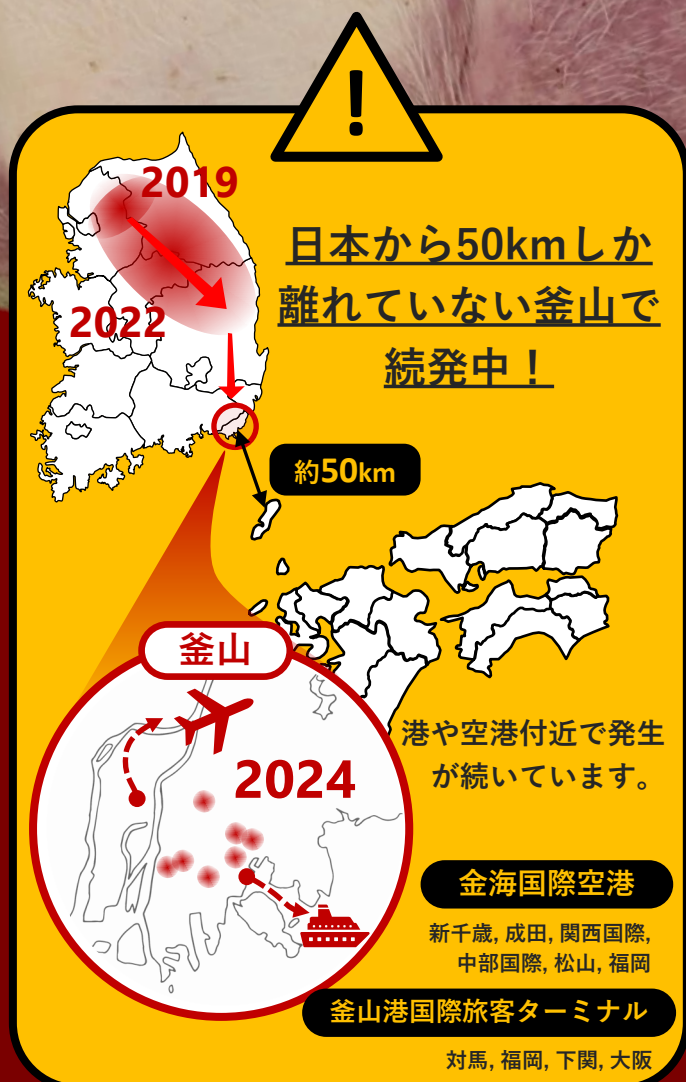 !
2019
日本から50kmしか
離れていない釜山で
続発中！
2022
約50km
釜山
2024
港や空港付近で発生
が続いています。
金海国際空港
新千歳, 成田, 関西国際,
中部国際, 松山, 福岡
釜山港国際旅客ターミナル
対馬, 福岡, 下関, 大阪